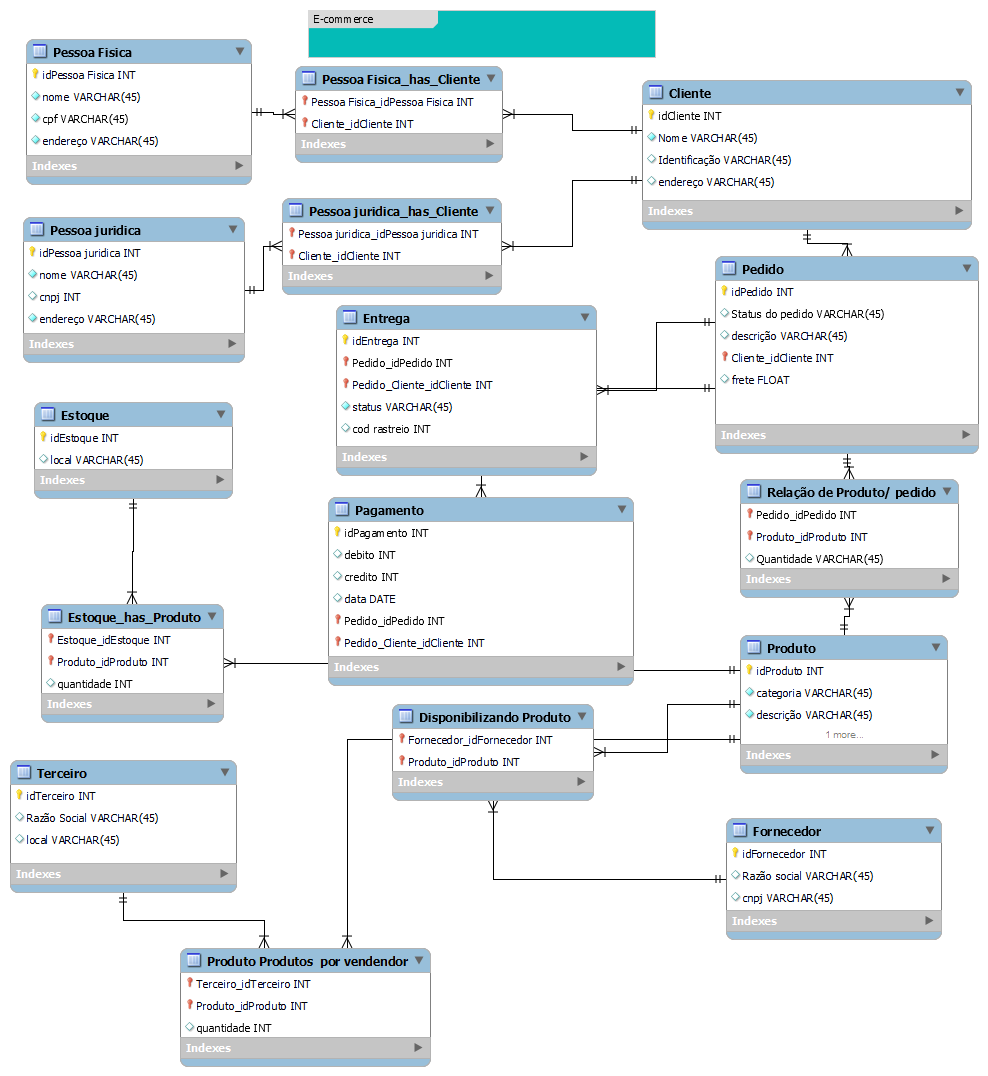 E-commerce
Pessoa Fisica
idPessoa Fisica INT
nome VARCHAR(45)
cpf VARCHAR(45)
endereço VARCHAR(45)
Indexes
Pessoa Fisica_has_Cliente
Pessoa Fisica_idPessoa Fisica INT
Cliente_idCliente INT
Indexes
Cliente
idCliente INT
Nome VARCHAR(45)
Identificação VARCHAR(45)
endereço VARCHAR(45)
Indexes
Pessoa juridica
idPessoa juridica INT
nome VARCHAR(45)
cnpj INT
endereço VARCHAR(45)
Indexes
Pessoa juridica_has_Cliente
Pessoa juridica_idPessoa juridica INT
Cliente_idCliente INT
Indexes
Pedido
idPedido INT
Status do pedido VARCHAR(45)
descrição VARCHAR(45)
Cliente_idCliente INT
frete FLOAT
Indexes
Entrega
idEntrega INT
Pedido_idPedido INT
Pedido_Cliente_idCliente INT
status VARCHAR(45)
cod rastreio INT
Indexes
Estoque
idEstoque INT
local VARCHAR(45)
Indexes
Relação de Produto/ pedido
Pedido_idPedido INT
Produto_idProduto INT
Quantidade VARCHAR(45)
Indexes
Pagamento
idPagamento INT
debito INT
credito INT
data DATE
Pedido_idPedido INT
Pedido_Cliente_idCliente INT
Indexes
Estoque_has_Produto
Estoque_idEstoque INT
Produto_idProduto INT
quantidade INT
Indexes
Produto
idProduto INT
categoria VARCHAR(45)
descrição VARCHAR(45)
1 more...
Indexes
Disponibilizando Produto
Fornecedor_idFornecedor INT
Produto_idProduto INT
Indexes
Terceiro
idTerceiro INT
Razão Social VARCHAR(45)
local VARCHAR(45)
Indexes
Fornecedor
idFornecedor INT
Razão social VARCHAR(45)
cnpj VARCHAR(45)
Indexes
Produto Produtos  por vendendor
Terceiro_idTerceiro INT
Produto_idProduto INT
quantidade INT
Indexes